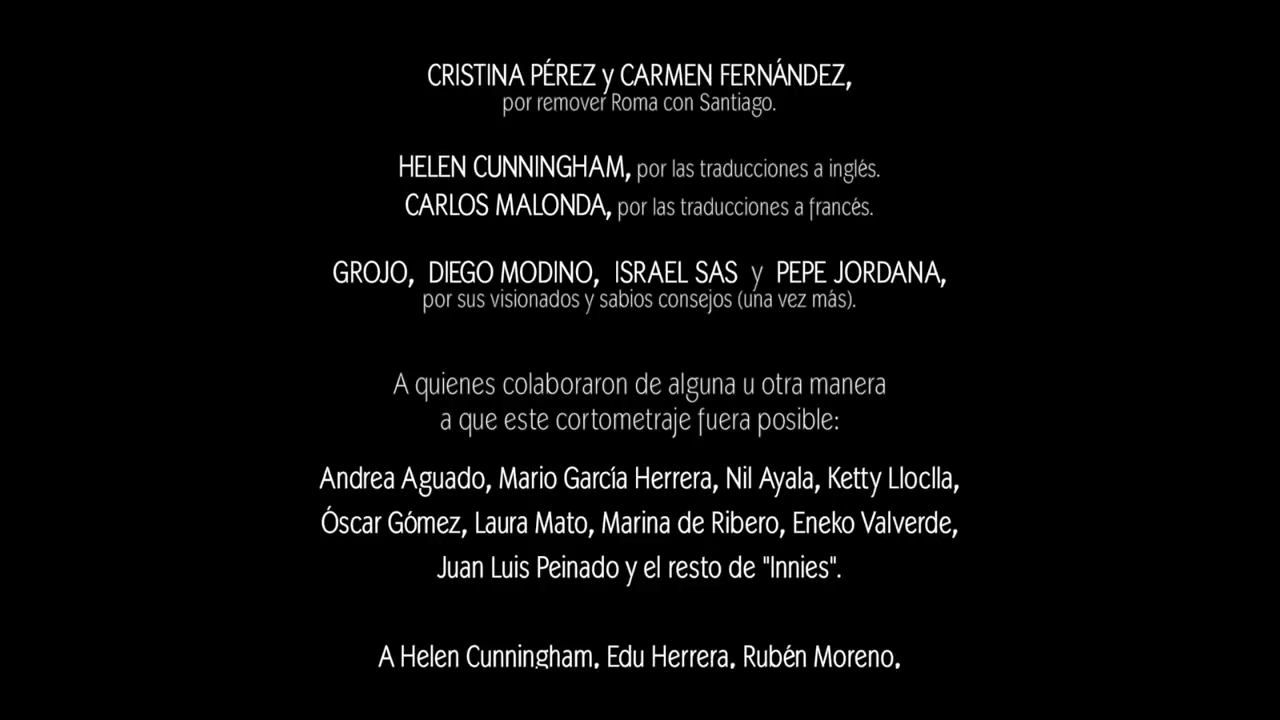 CRISTINA PÉREZ y CARMEN FERNÁNDEZ,
por remover Roma con Santiago.
HELEN CUNNINGHAM, por las traducciones a inglés.
CARLOS MALONDA, por las traducciones a francés.
GROJO, DIEGO MODINO, ISRAEL SAS y PEPE JORDANA,
por sus visionados y sabios consejos (una vez más).
A quienes colaboraron de alguna u otra manera
a que este cortometraje fuera posible:
Andrea Aguado, Mario García Herrera, Nil Ayala, Ketty Lloclla,
Óscar Gómez, Laura Mato, Marina de Ribero, Eneko Valverde,
Juan Luis Peinado y el resto de "Innies".
A Helen Cunningham, Edu Herrera, Rubén Moreno,